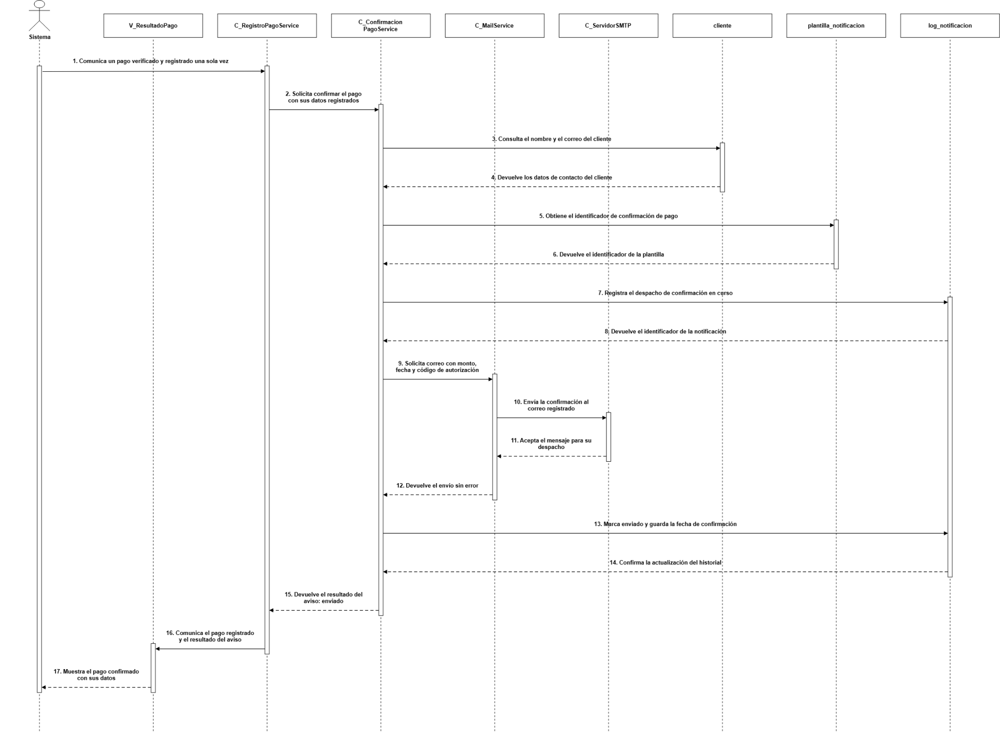 Sistema
V_ResultadoPago
C_RegistroPagoService
C_Confirmacion
PagoService
C_MailService
C_ServidorSMTP
cliente
plantilla_notificacion
log_notificacion
1. Comunica un pago verificado y registrado una sola vez
2. Solicita confirmar el pago
con sus datos registrados
3. Consulta el nombre y el correo del cliente
4. Devuelve los datos de contacto del cliente
5. Obtiene el identificador de confirmación de pago
6. Devuelve el identificador de la plantilla
7. Registra el despacho de confirmación en curso
8. Devuelve el identificador de la notificación
9. Solicita correo con monto,
fecha y código de autorización
10. Envía la confirmación al
correo registrado
11. Acepta el mensaje para su
despacho
12. Devuelve el envío sin error
13. Marca enviado y guarda la fecha de confirmación
14. Confirma la actualización del historial
15. Devuelve el resultado del
aviso: enviado
16. Comunica el pago registrado
y el resultado del aviso
17. Muestra el pago confirmado
con sus datos